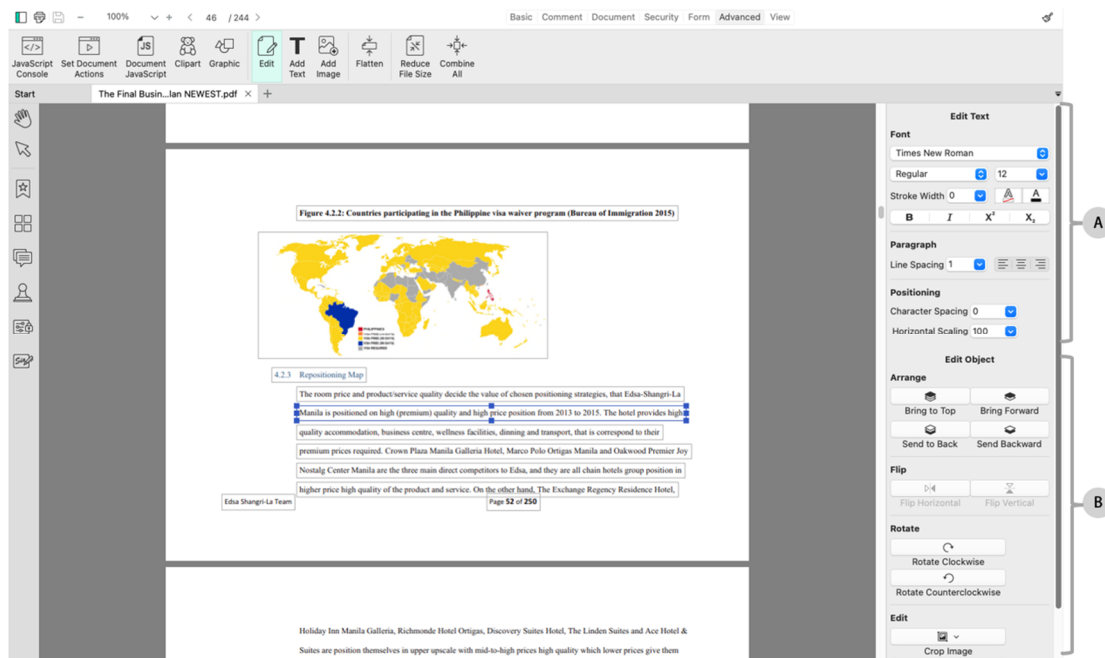 100%
46
/ 244
Basic
Comment
Document
Security
Form
Advanced
View
JavaScript Console
Set Document Actions
Document JavaScript
Clipart
Graphic
Edit
Add Text
Add Image
Flatten
Reduce File Size
Combine All
Start
The Final Busin...lan NEWEST.pdf
Figure 4.2.2: Countries participating in the Philippine visa waiver program (Bureau of Immigration 2015)
PHILIPPINES
VISA REQUIRED
4.2.3 Repositioning Map
The room price and product/service quality decide the value of chosen positioning strategies, that Edsa-Shangri-La
Manila is positioned on high (premium) quality and high price position from 2013 to 2015. The hotel provides high
quality accommodation, business centre, wellness facilities, dinning and transport, that is correspond to their
premium prices required. Crown Plaza Manila Galleria Hotel, Marco Polo Ortigas Manila and Oakwood Premier Joy
Nostalg Center Manila are the three main direct competitors to Edsa, and they are all chain hotels group position in
higher price high quality of the product and service. On the other hand, The Exchange Regency Residence Hotel,
Edsa Shangri-La Team
Page 52 of 250
Holiday Inn Manila Galleria, Richmonde Hotel Ortigas, Discovery Suites Hotel, The Linden Suites and Ace Hotel &
Suites are position themselves in upper upscale with mid-to-high prices high quality which lower prices give them
Edit Text
Font
Times New Roman
Regular
12
Stroke Width 0
A
A
B
I
X²
X₂
Paragraph
Line Spacing 1
Positioning
Character Spacing 0
Horizontal Scaling 100
Edit Object
Arrange
Bring to Top
Bring Forward
Send to Back
Send Backward
Flip
Flip Horizontal
Flip Vertical
Rotate
Rotate Clockwise
Rotate Counterclockwise
Edit
Crop Image
A
B